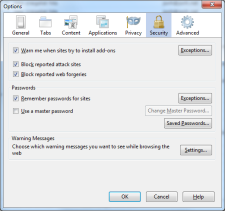 Options
General Tabs Content Applications Privacy Security Advanced
Warn me when sites try to install add-ons Exceptions...
Block reported attack sites
Block reported web forgeries
Passwords
Remember passwords for sites Exceptions...
Use a master password Change Master Password...
Saved Passwords...
Warning Messages
Choose which warning messages you want to see while browsing the
web
Settings...
OK Cancel Help